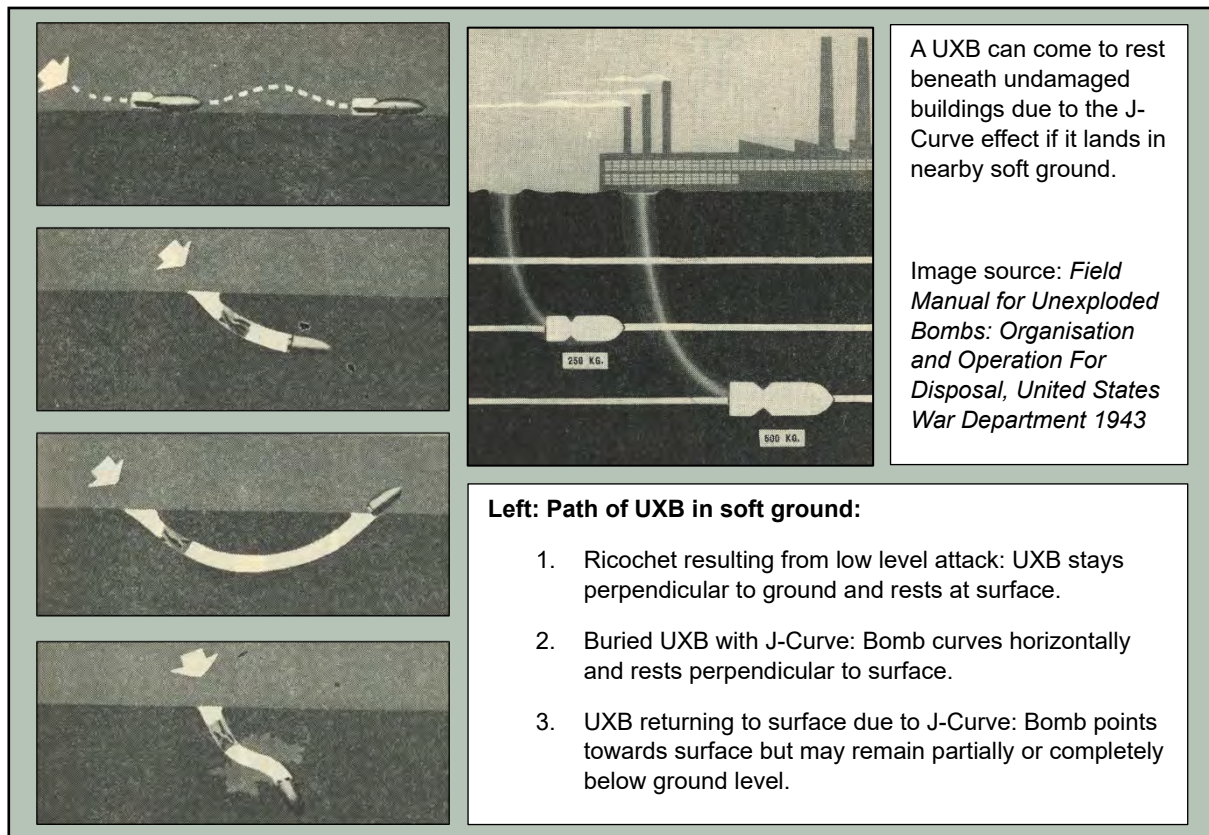 A UXB can come to rest
beneath undamaged
buildings due to the J-
Curve effect if it lands in
nearby soft ground.
Image source: Field
Manual for Unexploded
Bombs: Organisation
and Operation For
Disposal, United States
War Department 1943
250 KG.
500 KG.
Left: Path of UXB in soft ground:
1. Ricochet resulting from low level attack: UXB stays
perpendicular to ground and rests at surface.
2. Buried UXB with J-Curve: Bomb curves horizontally
and rests perpendicular to surface.
3. UXB returning to surface due to J-Curve: Bomb points
towards surface but may remain partially or completely
below ground level.